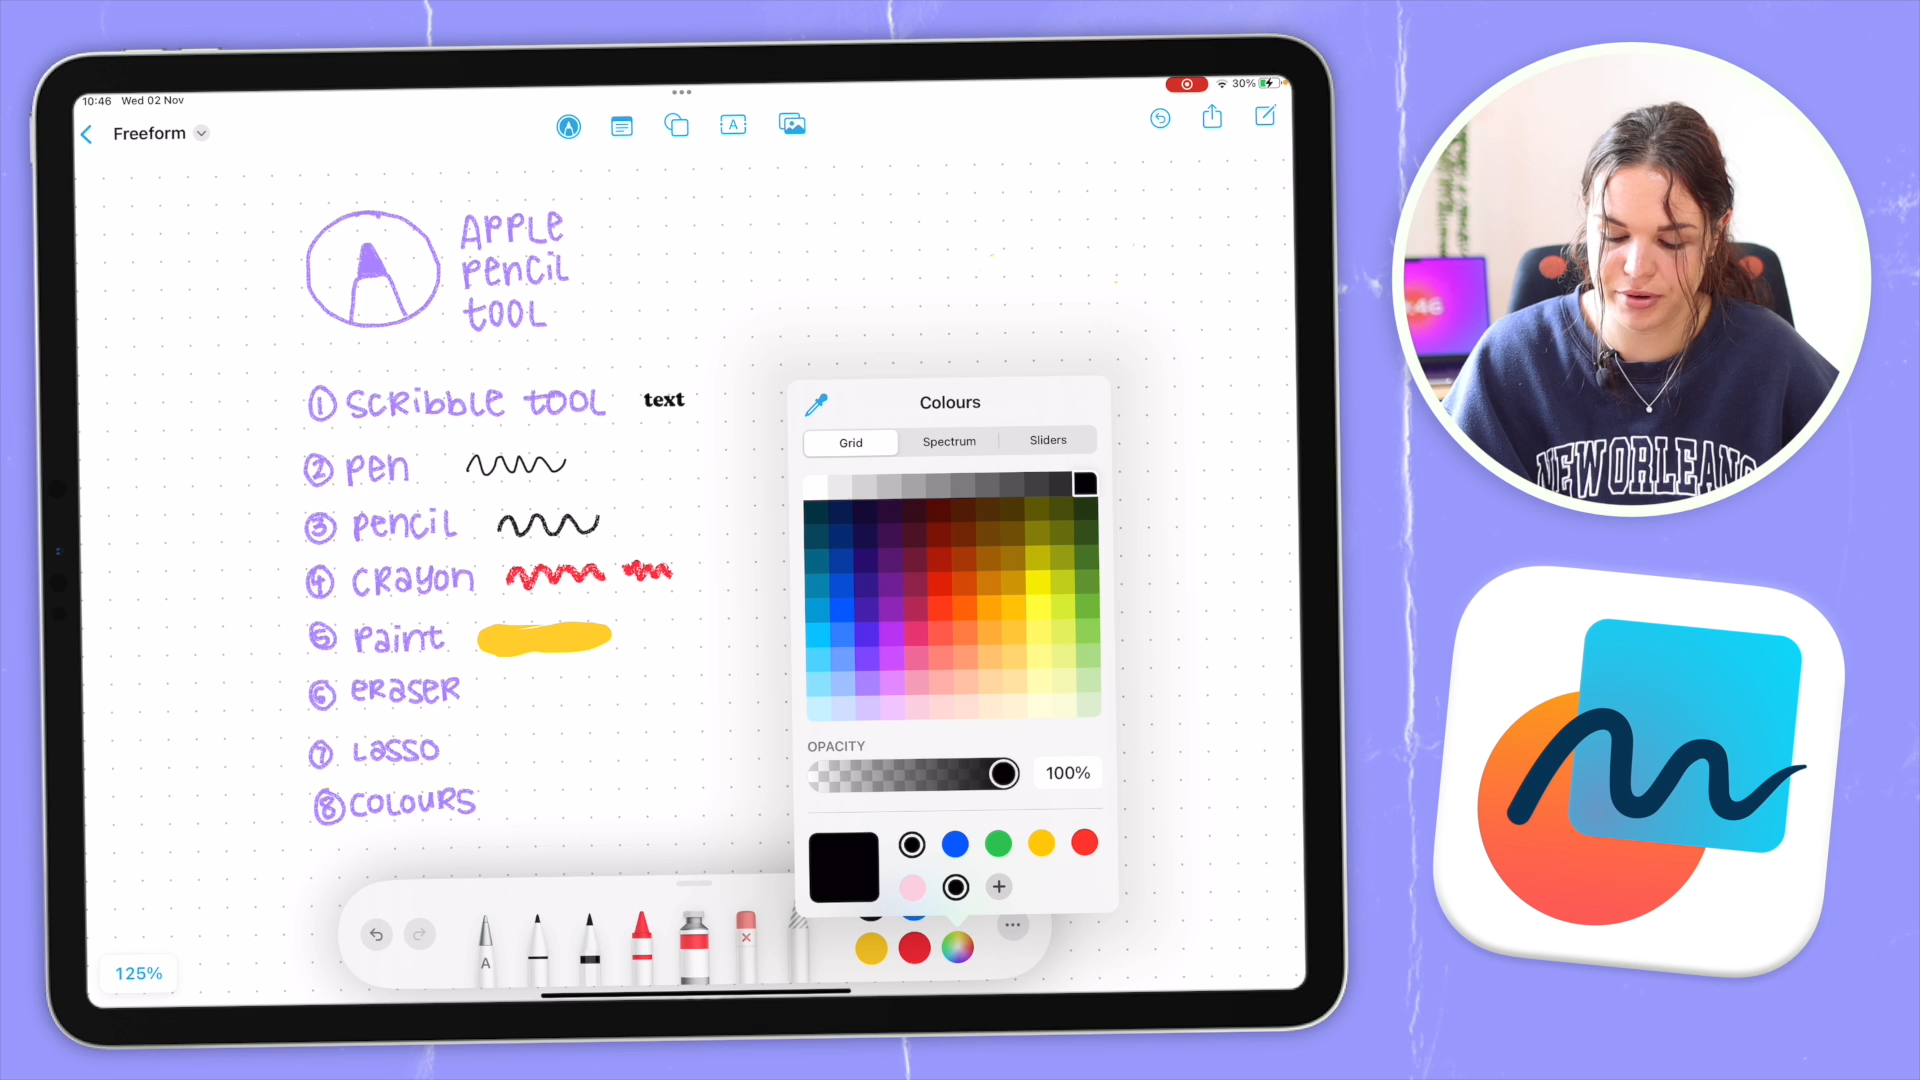 10:46 Wed 02 Nov
30%
Freeform
A
APPLE
PENCIL
TOOL
1 SCRIBBLE TOOL text
2 PEN
3 PENCIL
4 CRAYON
5 PAINT
6 ERASER
7 LASSO
8 COLOURS
Colours
Grid Spectrum Sliders
OPACITY
100%
A
125%
46
NEW ORLEANS